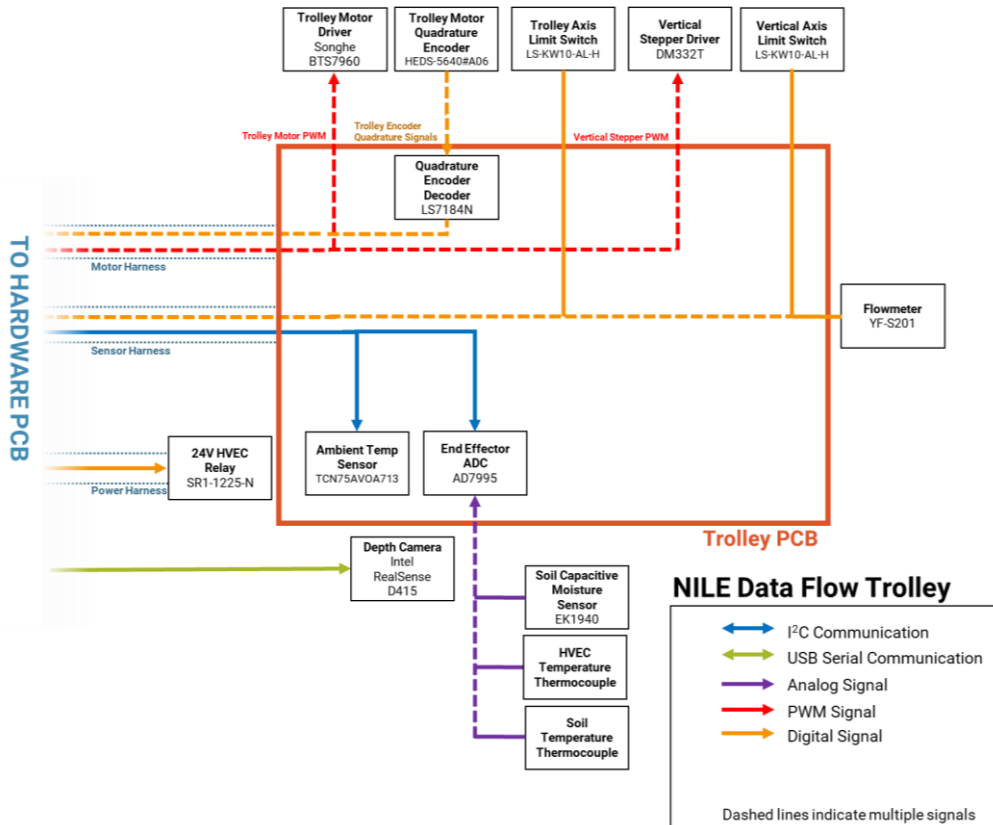 Trolley Motor
Driver
Songhe
BTS7960
Trolley Motor
Quadrature
Encoder
HEDS-5640#A06
Trolley Axis
Limit Switch
LS-KW10-AL-H
Vertical
Stepper Driver
DM332T
Vertical Axis
Limit Switch
LS-KW10-AL-H
Trolley Motor PWM
Trolley Encoder
Quadrature Signals
Vertical Stepper PWM
Quadrature
Encoder
Decoder
LS7184N
TO HARDWARE PCB
Motor Harness
Flowmeter
YF-S201
Sensor Harness
24V HVEC
Relay
SR1-1225-N
Ambient Temp
Sensor
TCN75AVOA713
End Effector
ADC
AD7995
Power Harness
Trolley PCB
Depth Camera
Intel
RealSense
D415
Soil Capacitive
Moisture
Sensor
EK1940
HVEC
Temperature
Thermocouple
Soil
Temperature
Thermocouple
NILE Data Flow Trolley
I²C Communication
USB Serial Communication
Analog Signal
PWM Signal
Digital Signal
Dashed lines indicate multiple signals